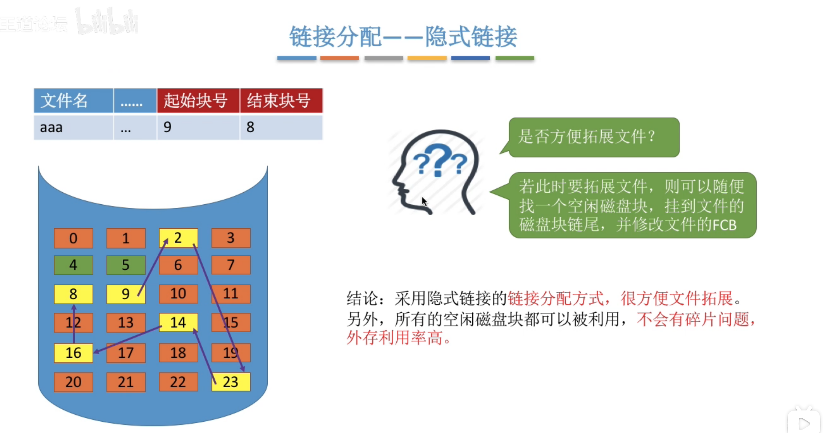 链接分配——隐式链接
文件名 …… 起始块号 结束块号
aaa … 9 8
???
是否方便拓展文件?
若此时要拓展文件,则可以随便
找一个空闲磁盘块,挂到文件的
磁盘块链尾,并修改文件的FCB
0 1 2 3
4 5 6 7
8 9 10 11
12 13 14 15
16 17 18 19
20 21 22 23
结论:采用隐式链接的链接分配方式,很方便文件拓展。
另外,所有的空闲磁盘块都可以被利用,不会有碎片问题,
外存利用率高。